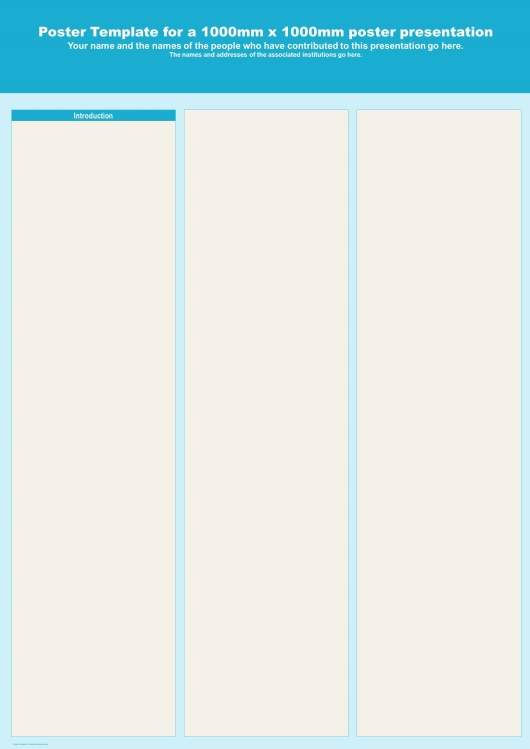 Poster Template for a 1000mm x 1000mm poster presentation
Your name and the names of the people who have contributed to this presentation go here.
The names and addresses of the associated institutions go here.
Introduction